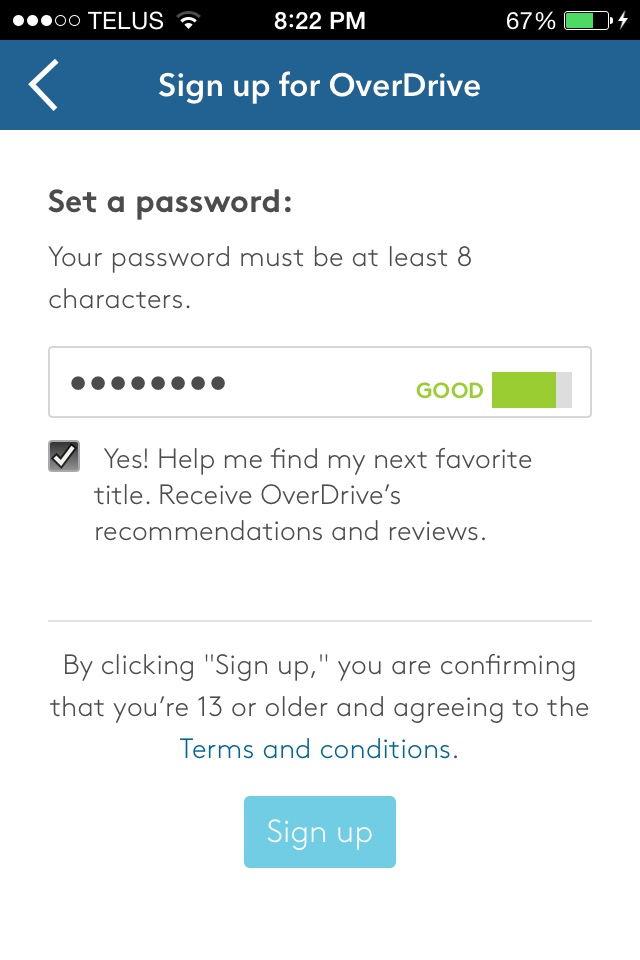 TELUS 8:22 PM 67%
Sign up for OverDrive
Set a password:
Your password must be at least 8
characters.
●●●●●●●● GOOD
Yes! Help me find my next favorite
title. Receive OverDrive’s
recommendations and reviews.
By clicking "Sign up," you are confirming
that you’re 13 or older and agreeing to the
Terms and conditions.
Sign up